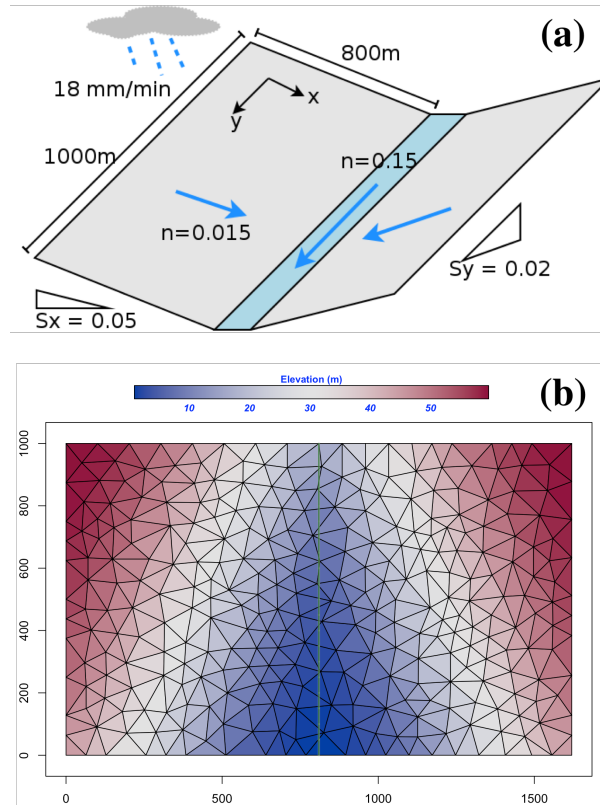 (a)
800m
18 mm/min
x
y
1000m
n=0.15
n=0.015
Sy = 0.02
Sx = 0.05
Elevation (m)
(b)
10 20 30 40 50
1000
800
600
400
200
0
0 500 1000 1500